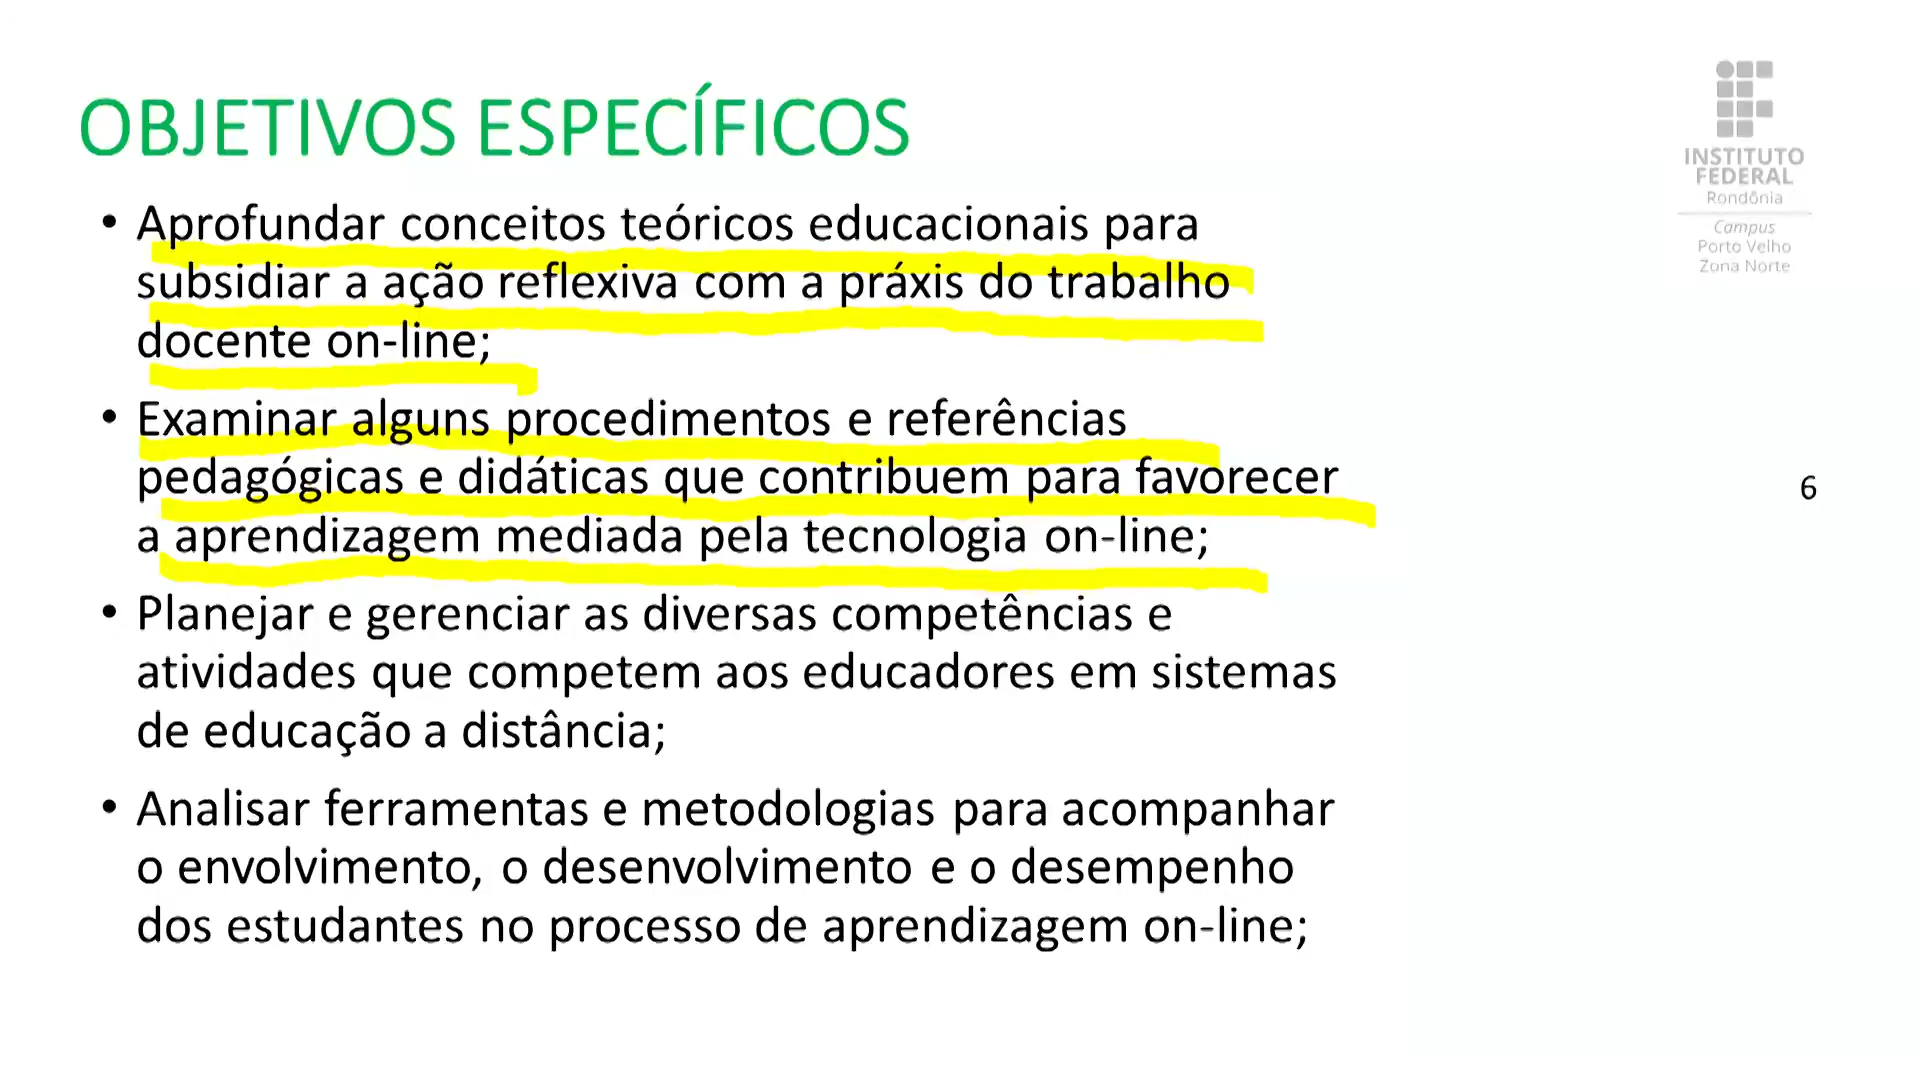 OBJETIVOS ESPECÍFICOS
• Aprofundar conceitos teóricos educacionais para
subsidiar a ação reflexiva com a práxis do trabalho
docente on-line;
• Examinar alguns procedimentos e referências
pedagógicas e didáticas que contribuem para favorecer
a aprendizagem mediada pela tecnologia on-line;
• Planejar e gerenciar as diversas competências e
atividades que competem aos educadores em sistemas
de educação a distância;
• Analisar ferramentas e metodologias para acompanhar
o envolvimento, o desenvolvimento e o desempenho
dos estudantes no processo de aprendizagem on-line;
INSTITUTO
FEDERAL
Rondônia
Campus
Porto Velho
Zona Norte
6